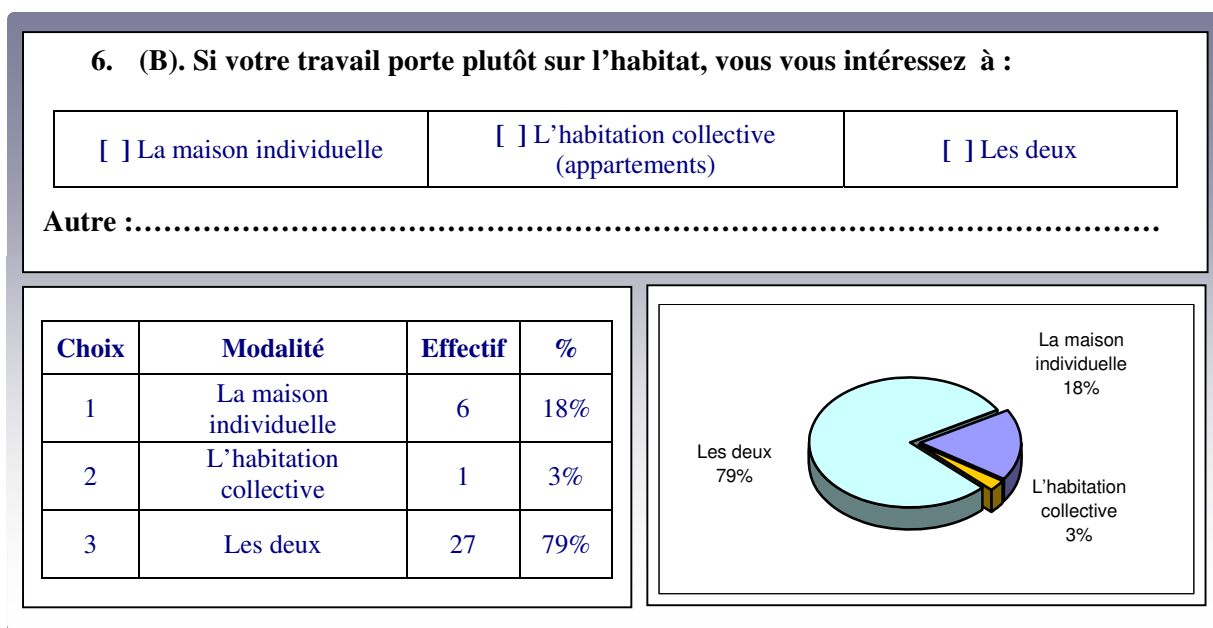 6. (B). Si votre travail porte plutôt sur l’habitat, vous vous intéressez à :
[ ] La maison individuelle
[ ] L’habitation collective
(appartements)
[ ] Les deux
Autre :……………………………………………………………………………………………
Choix Modalité Effectif %
1 La maison
individuelle 6 18%
2 L’habitation
collective 1 3%
3 Les deux 27 79%
La maison
individuelle
18%
Les deux
79%
L’habitation
collective
3%